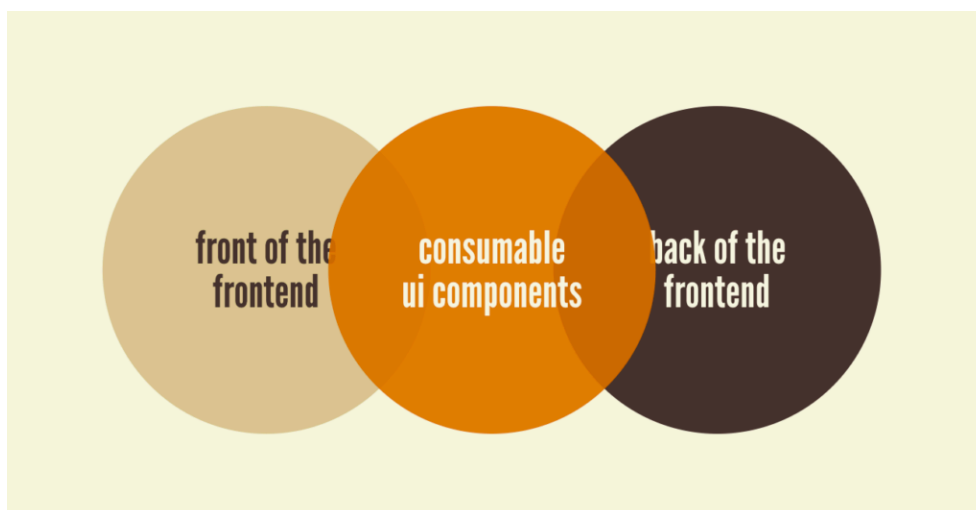 front of the
frontend
consumable
ui components
back of the
frontend